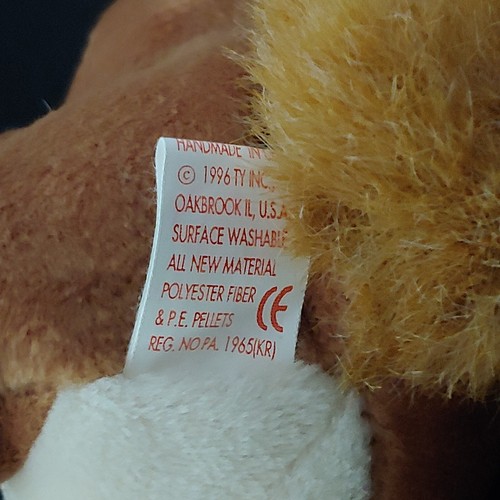 HANDMADE IN
© 1996 TY INC.,
OAKBROOK IL, U.S.A.
SURFACE WASHABLE
ALL NEW MATERIAL
POLYESTER FIBER
& P.E. PELLETS
CE
REG. NO PA. 1965(KR)